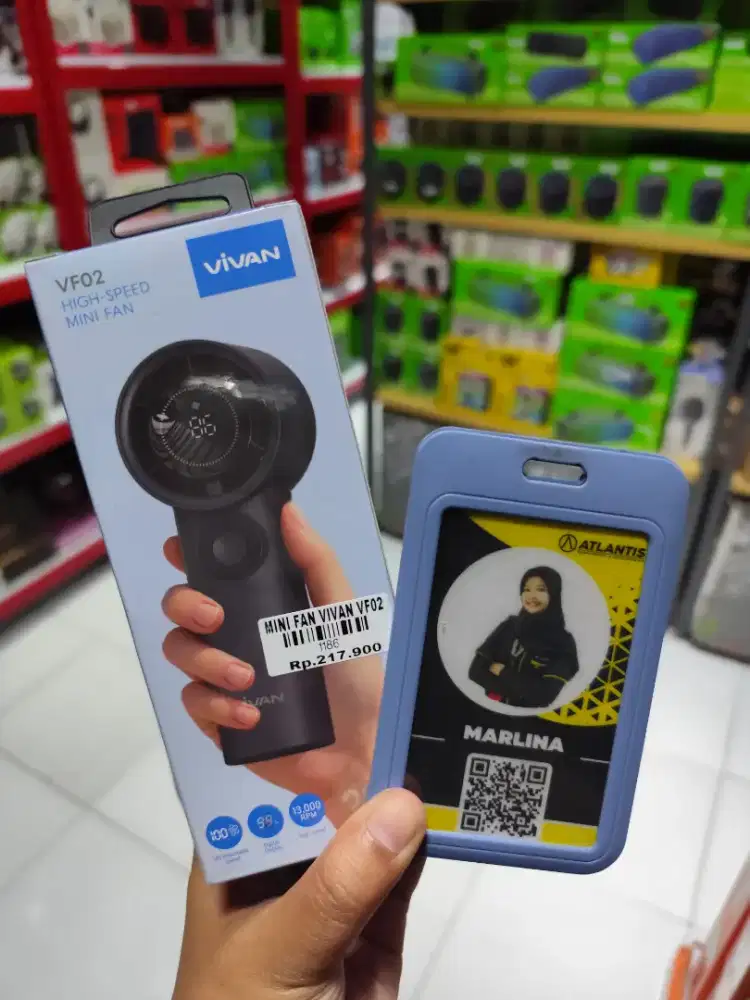 VF02
HIGH-SPEED
MINI FAN
VIVAN
MINI FAN VIVAN VF02
1186
Rp.217.900
VIVAN
100
99
13,000
RPM
ATLANTIS
MARLINA